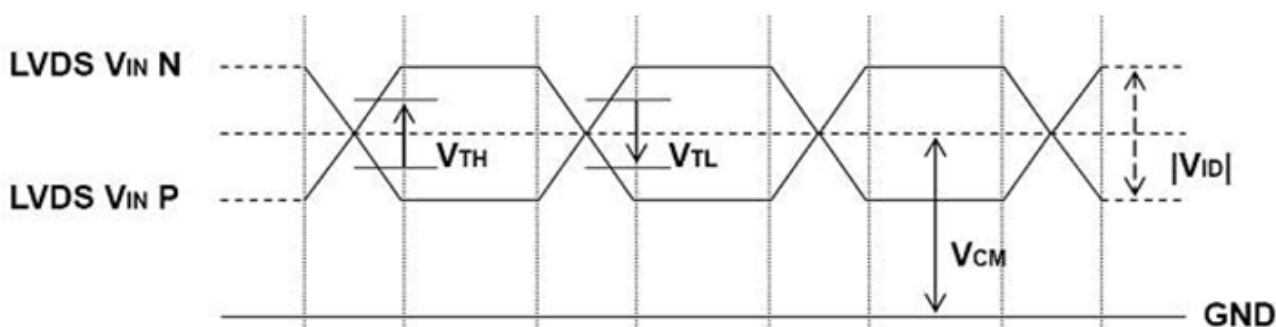 LVDS VIN N
VTH
VTL
|VID|
LVDS VIN P
VCM
GND